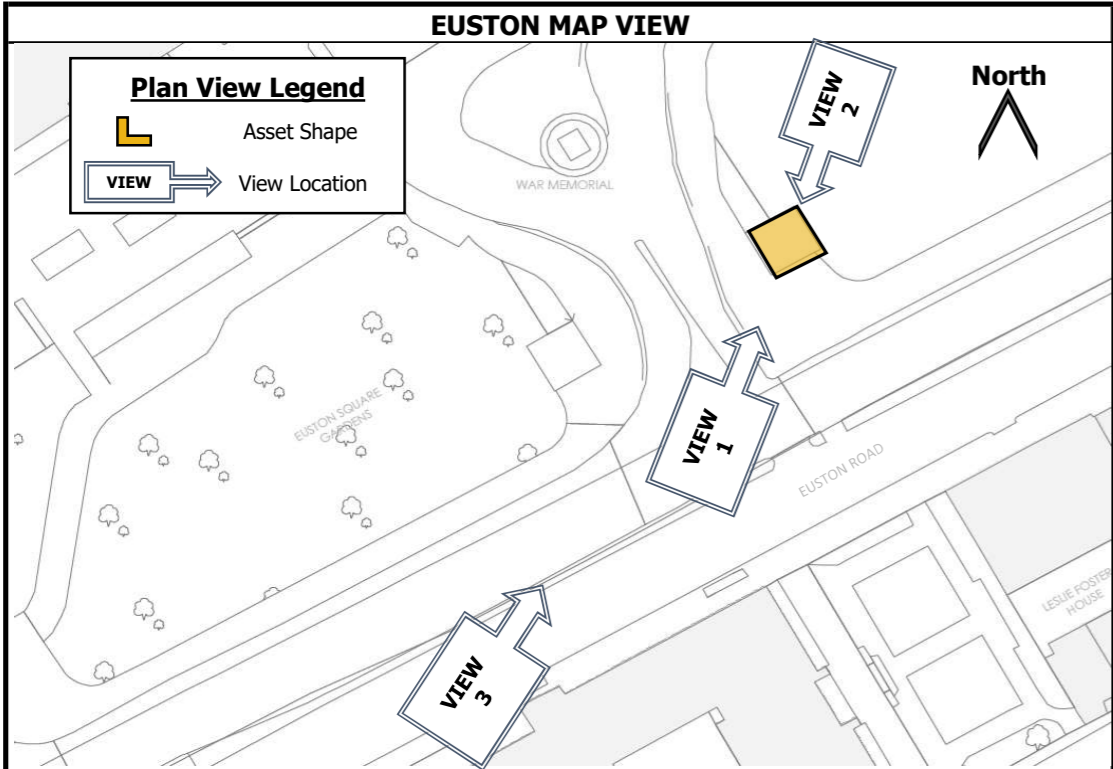 EUSTON MAP VIEW
Plan View Legend
Asset Shape
VIEW
View Location
North
VIEW
2
WAR MEMORIAL
EUSTON SQUARE
GARDENS
VIEW
1
EUSTON ROAD
LESLIE FOSTER
HOUSE
VIEW
3